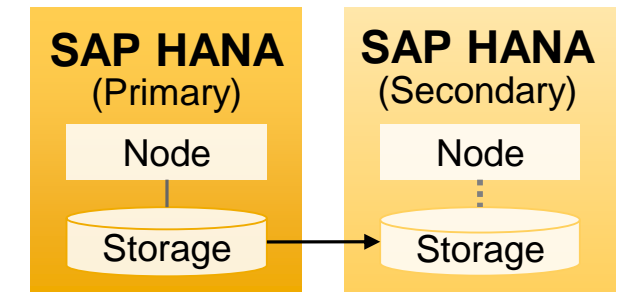 SAP HANA
(Primary)
Node
Storage
SAP HANA
(Secondary)
Node
Storage